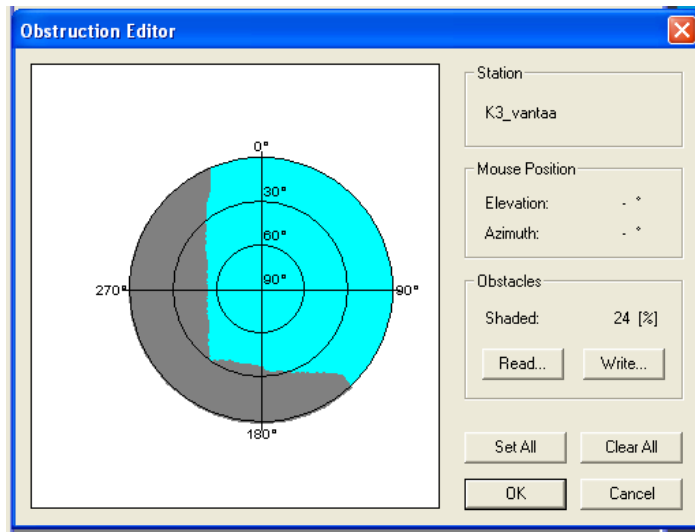 Obstruction Editor
0°
30°
60°
90°
270°
90°
180°
Station
K3_vantaa
Mouse Position
Elevation: - °
Azimuth: - °
Obstacles
Shaded: 24 [%]
Read... Write...
Set All Clear All
OK Cancel